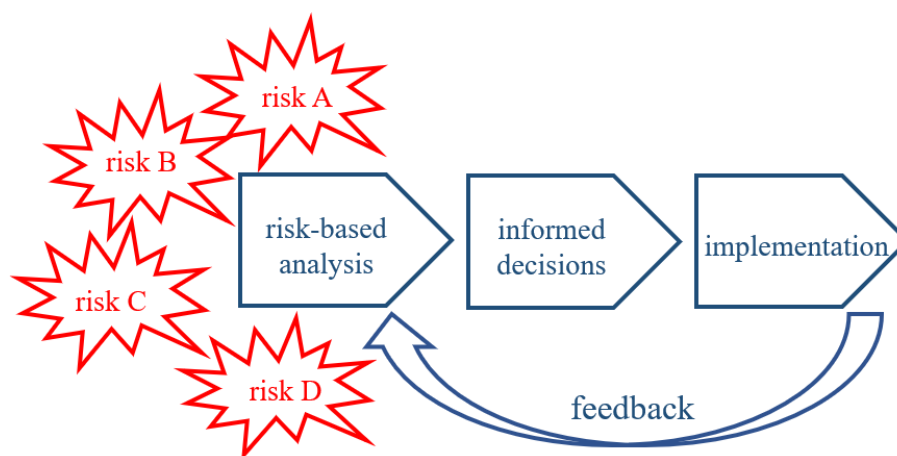 risk A
risk B
risk C
risk D
risk-based
analysis
informed
decisions
implementation
feedback